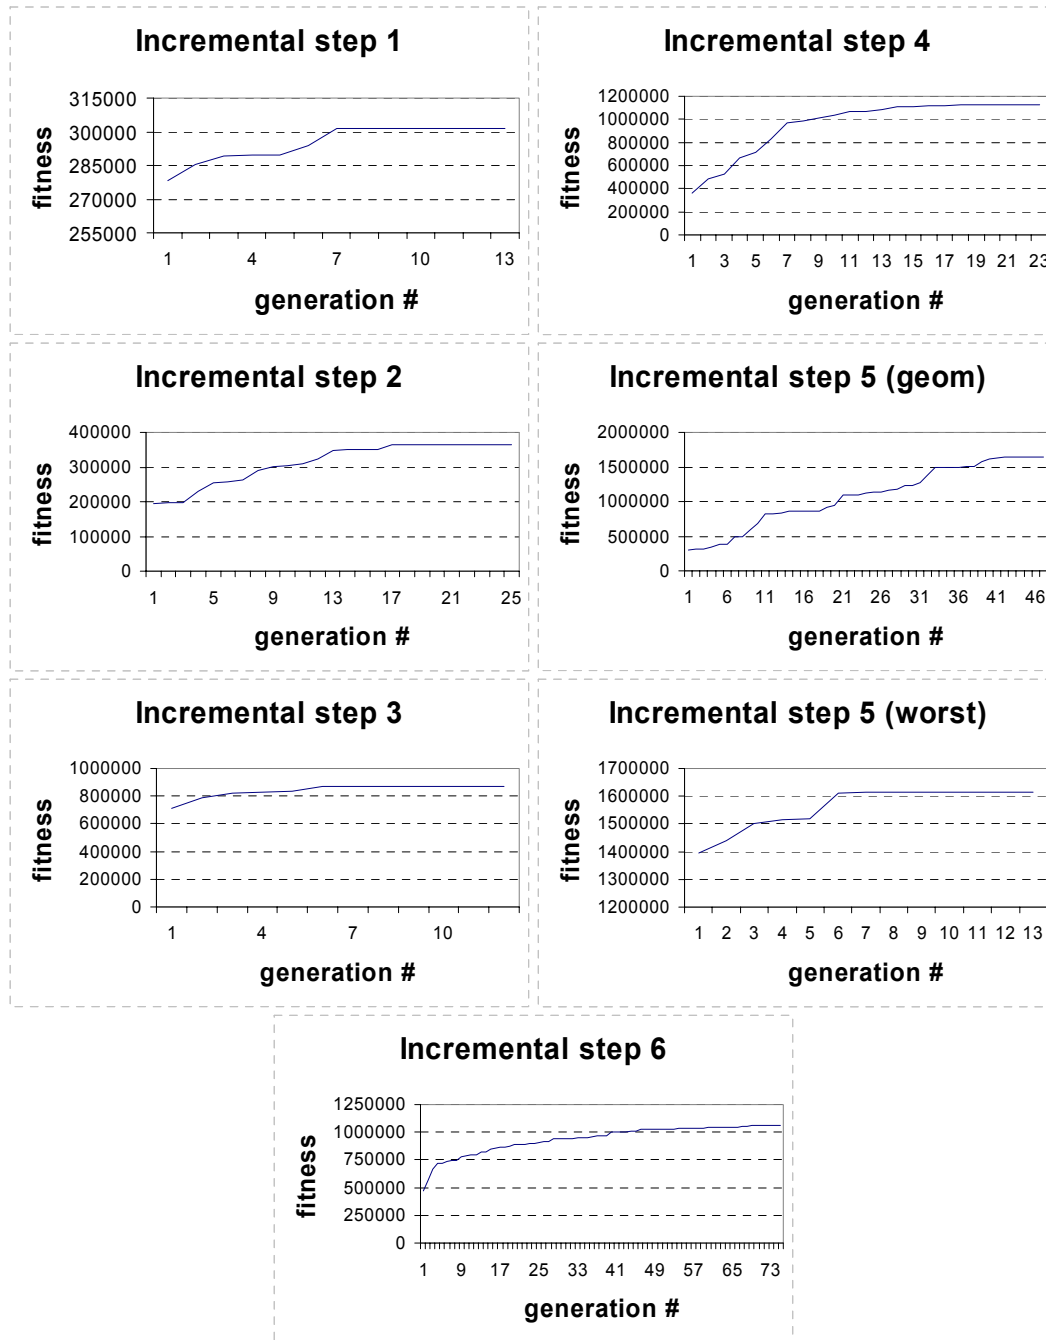 Incremental step 1
fitness
315000
300000
285000
270000
255000
1 4 7 10 13
generation #
Incremental step 4
fitness
1200000
1000000
800000
600000
400000
200000
0
1 3 5 7 9 11 13 15 17 19 21 23
generation #
Incremental step 2
fitness
400000
300000
200000
100000
0
1 5 9 13 17 21 25
generation #
Incremental step 5 (geom)
fitness
2000000
1500000
1000000
500000
0
1 6 11 16 21 26 31 36 41 46
generation #
Incremental step 3
fitness
1000000
800000
600000
400000
200000
0
1 4 7 10
generation #
Incremental step 5 (worst)
fitness
1700000
1600000
1500000
1400000
1300000
1200000
1 2 3 4 5 6 7 8 9 10 11 12 13
generation #
Incremental step 6
fitness
1250000
1000000
750000
500000
250000
0
1 9 17 25 33 41 49 57 65 73
generation #